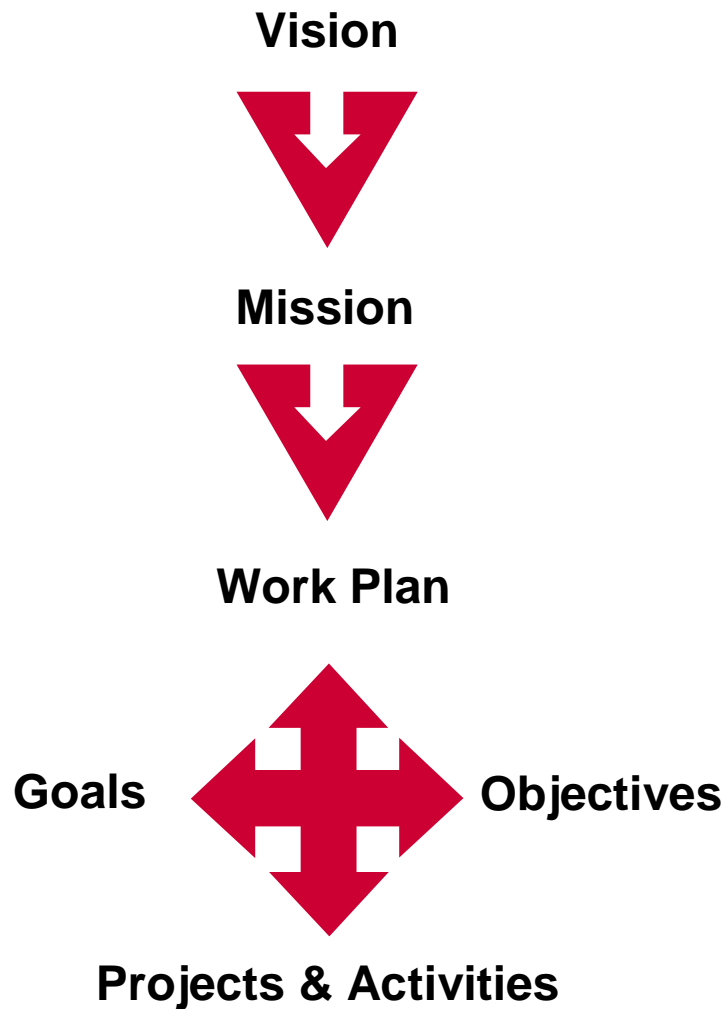 Vision
Mission
Work Plan
Goals
Objectives
Projects & Activities